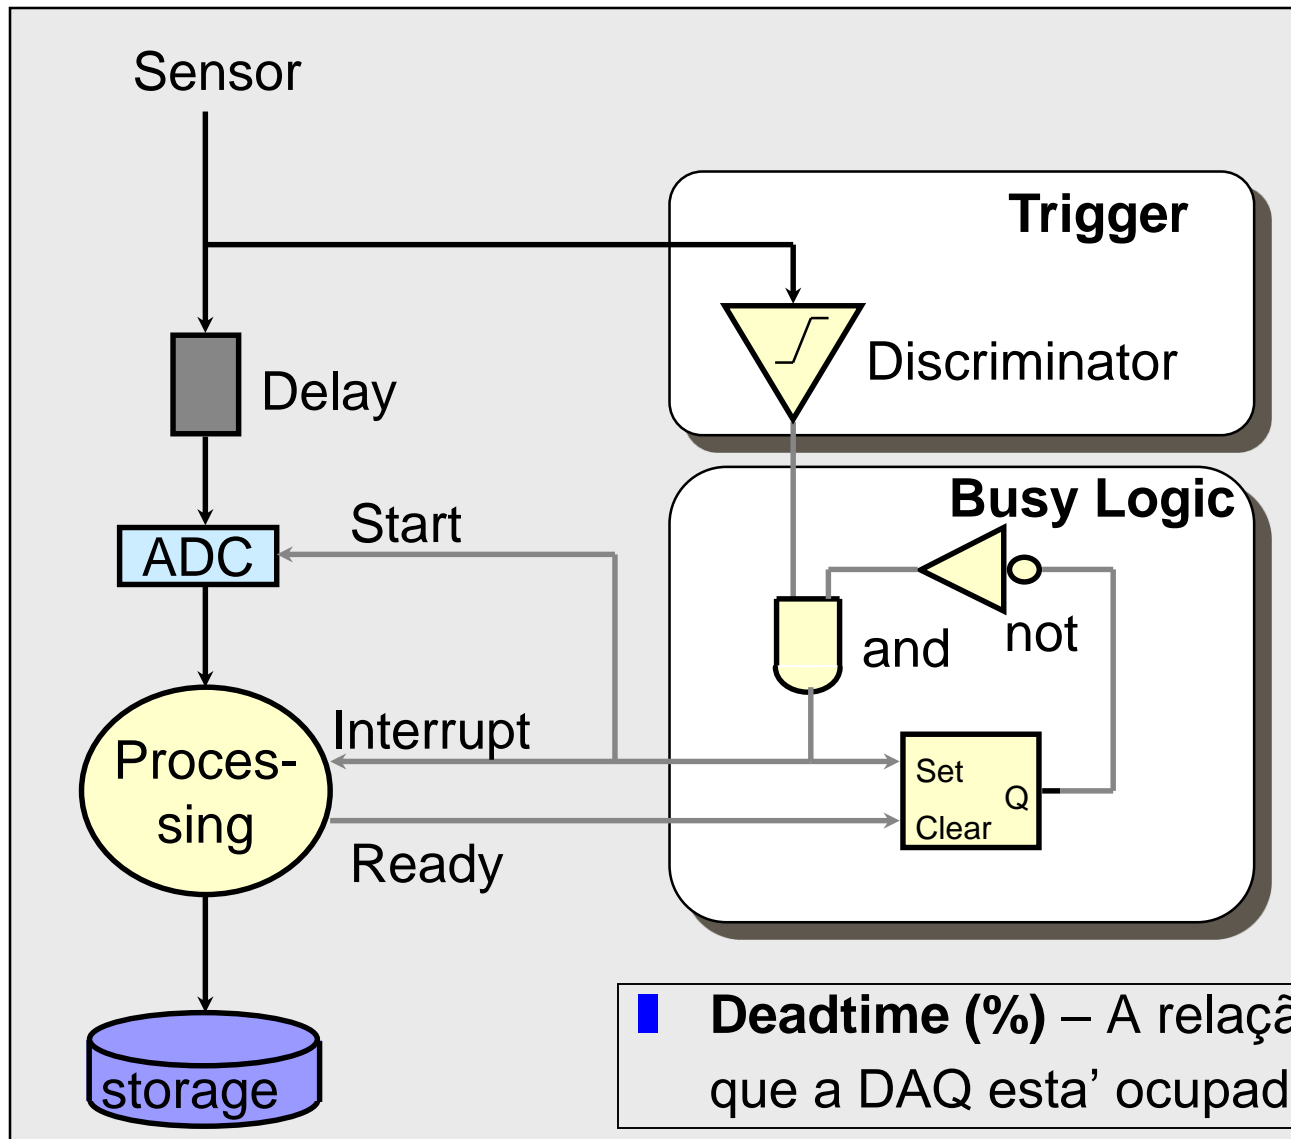 Sensor
Trigger
Discriminator
Delay
Busy Logic
Start
ADC
not
and
Interrupt
Proces-
sing
Set
Q
Clear
Ready
Deadtime (%) – A relaçã
que a DAQ esta’ ocupad
storage